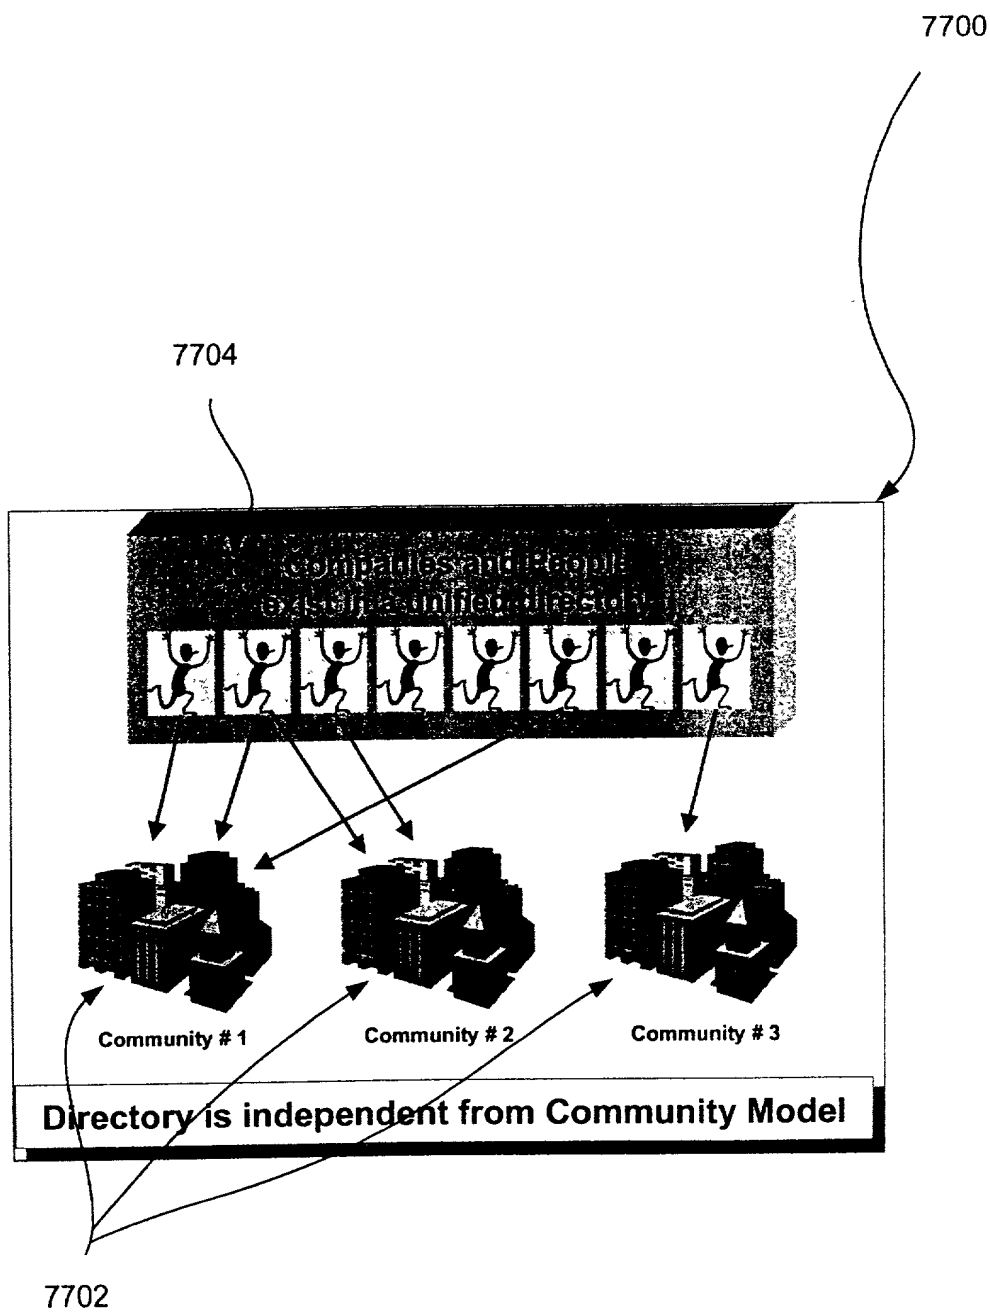 7700
7704
Companies and People
exist in a unified directory
Community # 1
Community # 2
Community # 3
Directory is independent from Community Model
7702